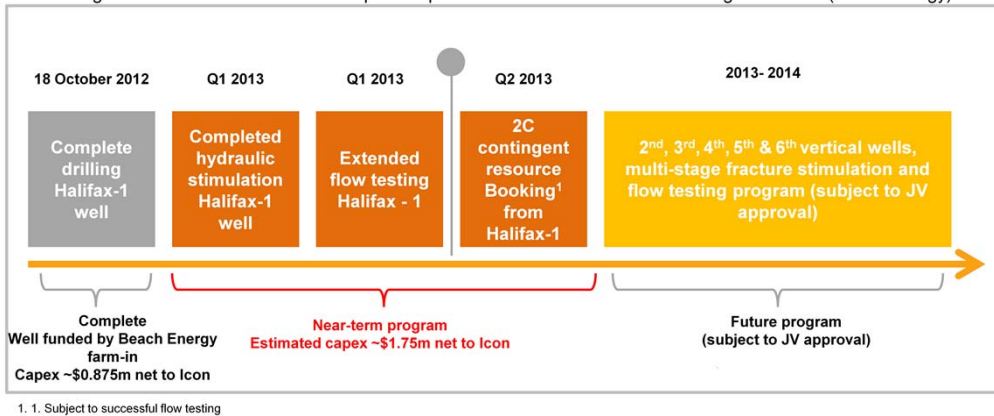 18 October 2012
Q1 2013
Q1 2013
Q2 2013
2013- 2014
Complete
drilling
Halifax-1
well
Completed
hydraulic
stimulation
Halifax-1
well
Extended
flow testing
Halifax - 1
2C
contingent
resource
Booking1
from
Halifax-1
2nd, 3rd, 4th, 5th & 6th vertical wells,
multi-stage fracture stimulation and
flow testing program (subject to JV
approval)
Complete
Well funded by Beach Energy
farm-in
Capex ~$0.875m net to Icon
Near-term program
Estimated capex ~$1.75m net to Icon
Future program
(subject to JV approval)
1. 1. Subject to successful flow testing